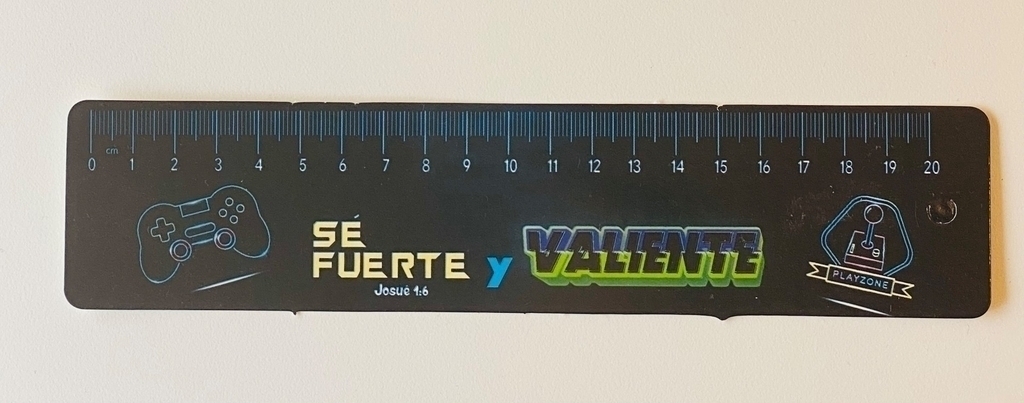 0 cm 1 2 3 4 5 6 7 8 9 10 11 12 13 14 15 16 17 18 19 20
SÉ
FUERTE y VALIENTE
Josué 1:6
PLAYZONE